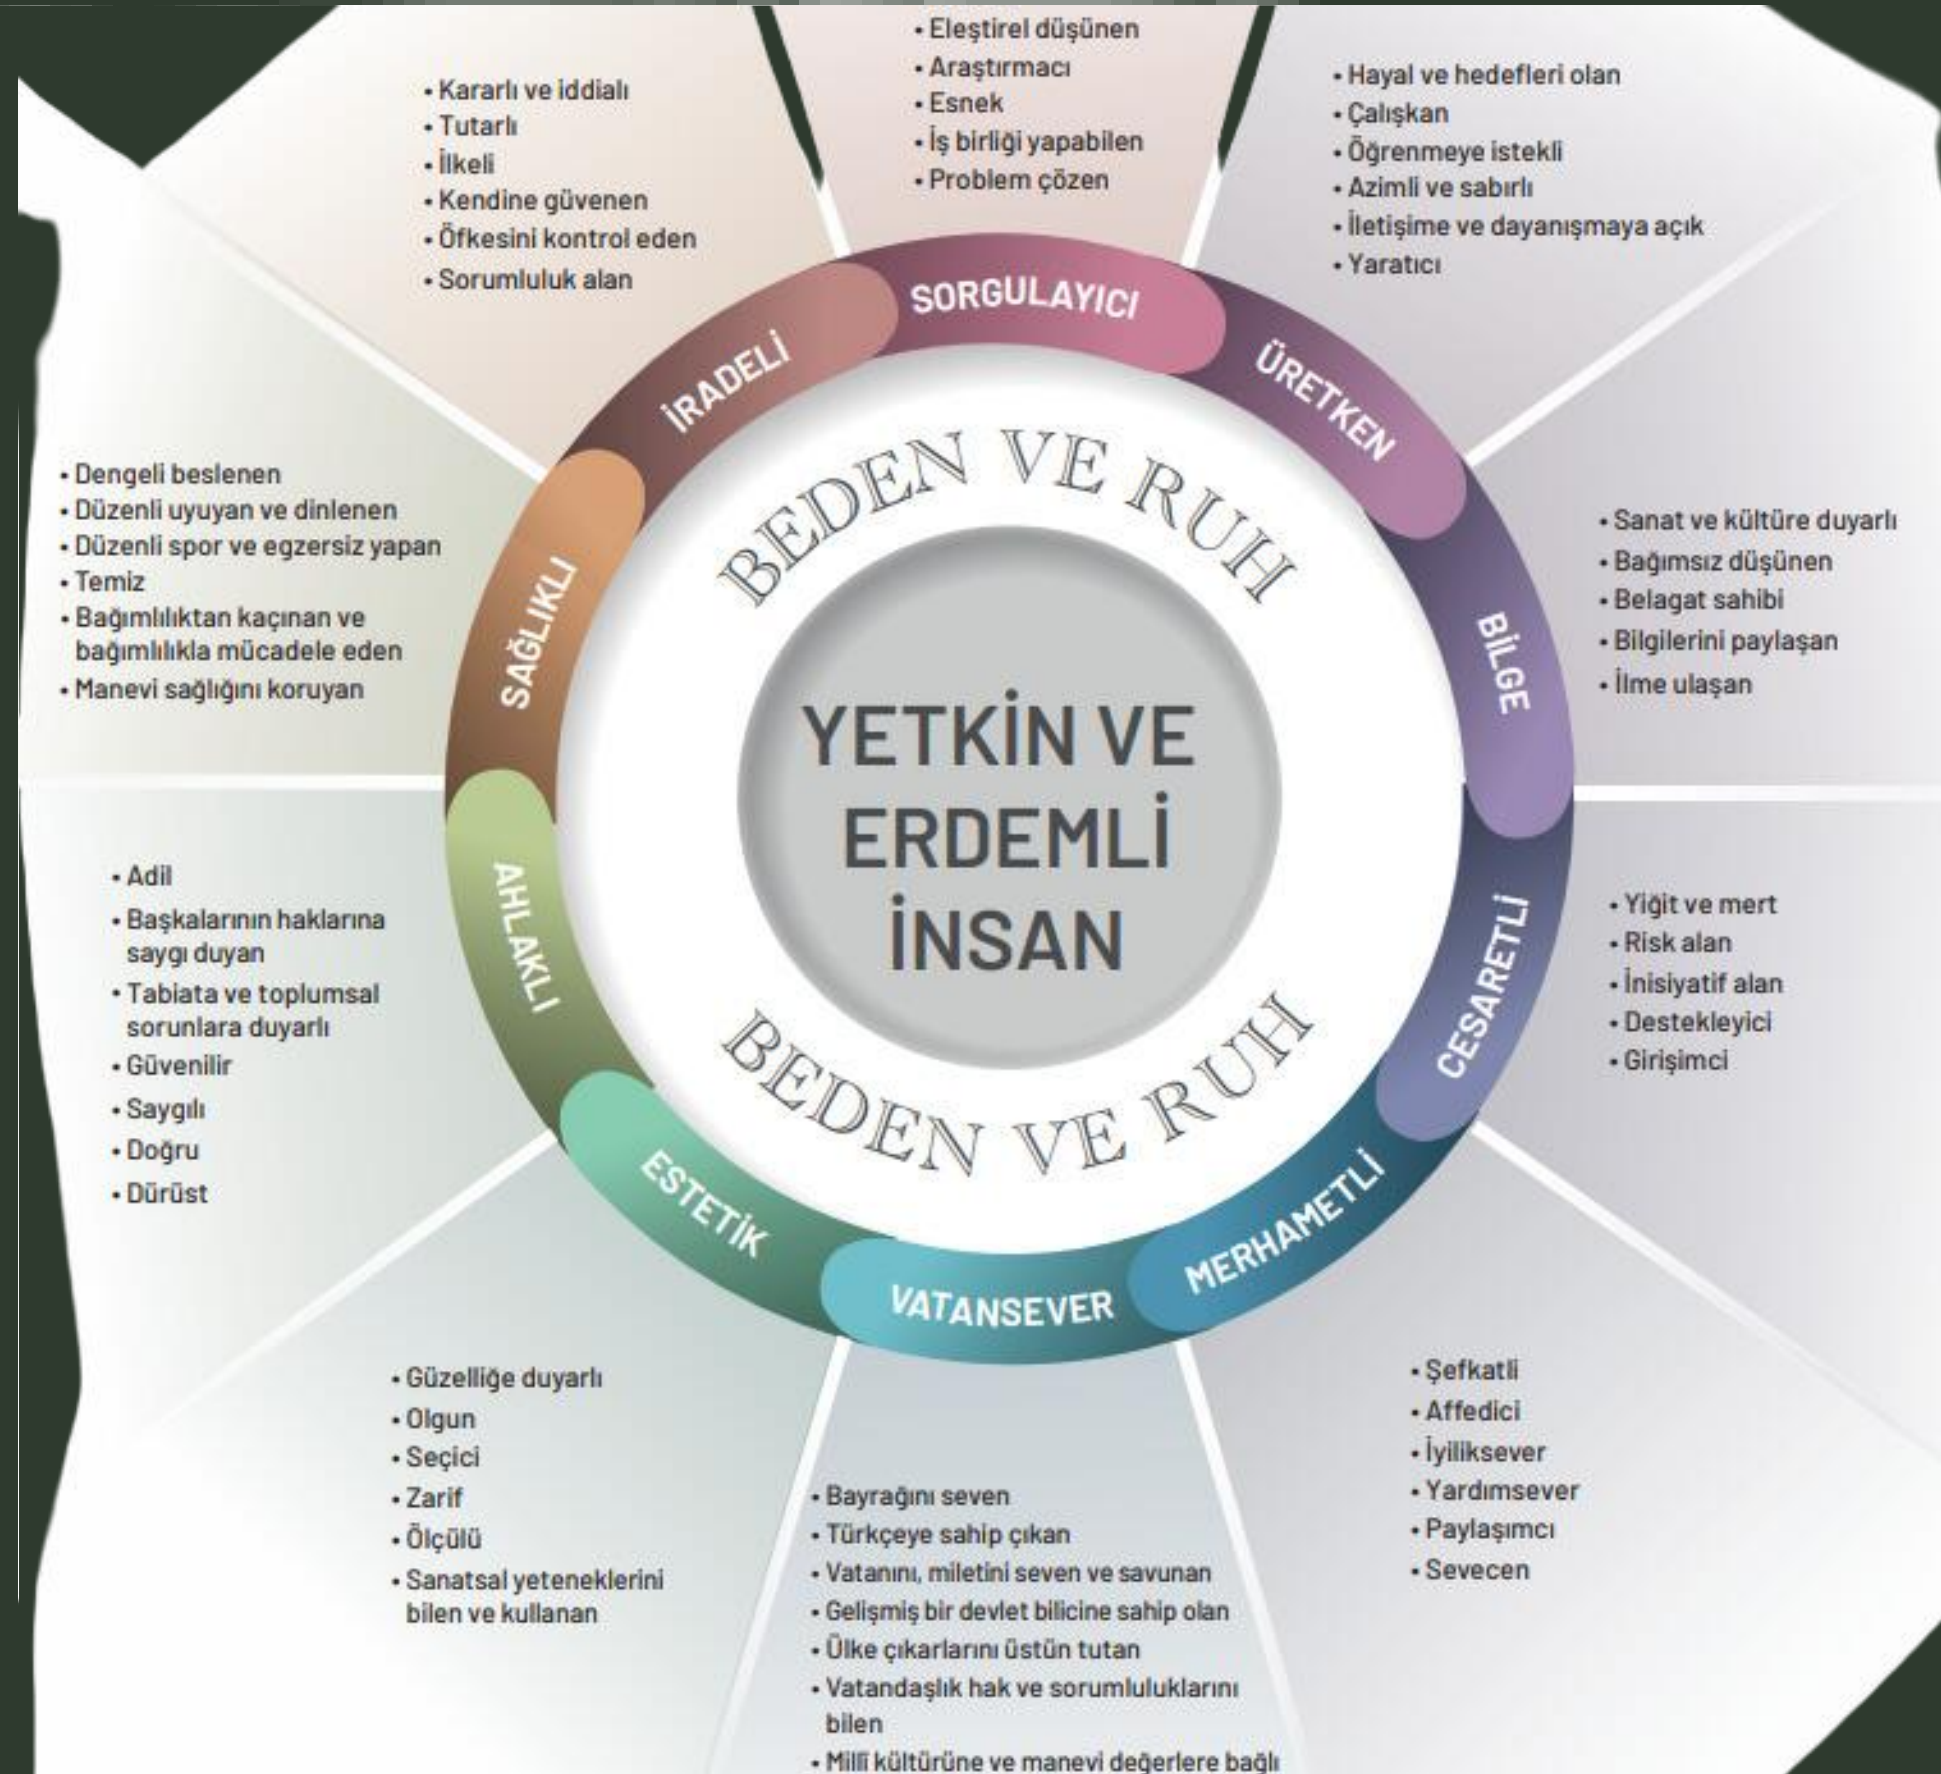 • Eleştirel düşünen
• Araştırmacı
• Esnek
• İş birliği yapabilen
• Problem çözen
SORGULAYICI
• Hayal ve hedefleri olan
• Çalışkan
• Öğrenmeye istekli
• Azimli ve sabırlı
• İletişime ve dayanışmaya açık
• Yaratıcı
ÜRETKEN
• Sanat ve kültüre duyarlı
• Bağımsız düşünen
• Belagat sahibi
• Bilgilerini paylaşan
• İlme ulaşan
BİLGE
• Yiğit ve mert
• Risk alan
• İnisiyatif alan
• Destekleyici
• Girişimci
CESARETLİ
• Şefkatli
• Affedici
• İyiliksever
• Yardımsever
• Paylaşımcı
• Sevecen
MERHAMETLİ
• Bayrağını seven
• Türkçeye sahip çıkan
• Vatanını, miletini seven ve savunan
• Gelişmiş bir devlet bilicine sahip olan
• Ülke çıkarlarını üstün tutan
• Vatandaşlık hak ve sorumluluklarını
bilen
• Millî kültürüne ve manevi değerlere bağlı
VATANSEVER
• Güzelliğe duyarlı
• Olgun
• Seçici
• Zarif
• Ölçülü
• Sanatsal yeteneklerini
bilen ve kullanan
ESTETİK
• Adil
• Başkalarının haklarına
saygı duyan
• Tabiata ve toplumsal
sorunlara duyarlı
• Güvenilir
• Saygılı
• Doğru
• Dürüst
AHLAKLI
• Dengeli beslenen
• Düzenli uyuyan ve dinlenen
• Düzenli spor ve egzersiz yapan
• Temiz
• Bağımlılıktan kaçınan ve
bağımlılıkla mücadele eden
• Manevi sağlığını koruyan
SAĞLIKLI
• Kararlı ve iddialı
• Tutarlı
• İlkeli
• Kendine güvenen
• Öfkesini kontrol eden
• Sorumluluk alan
İRADELİ
BEDEN VE RUH
YETKİN VE
ERDEMLİ
İNSAN
BEDEN VE RUH